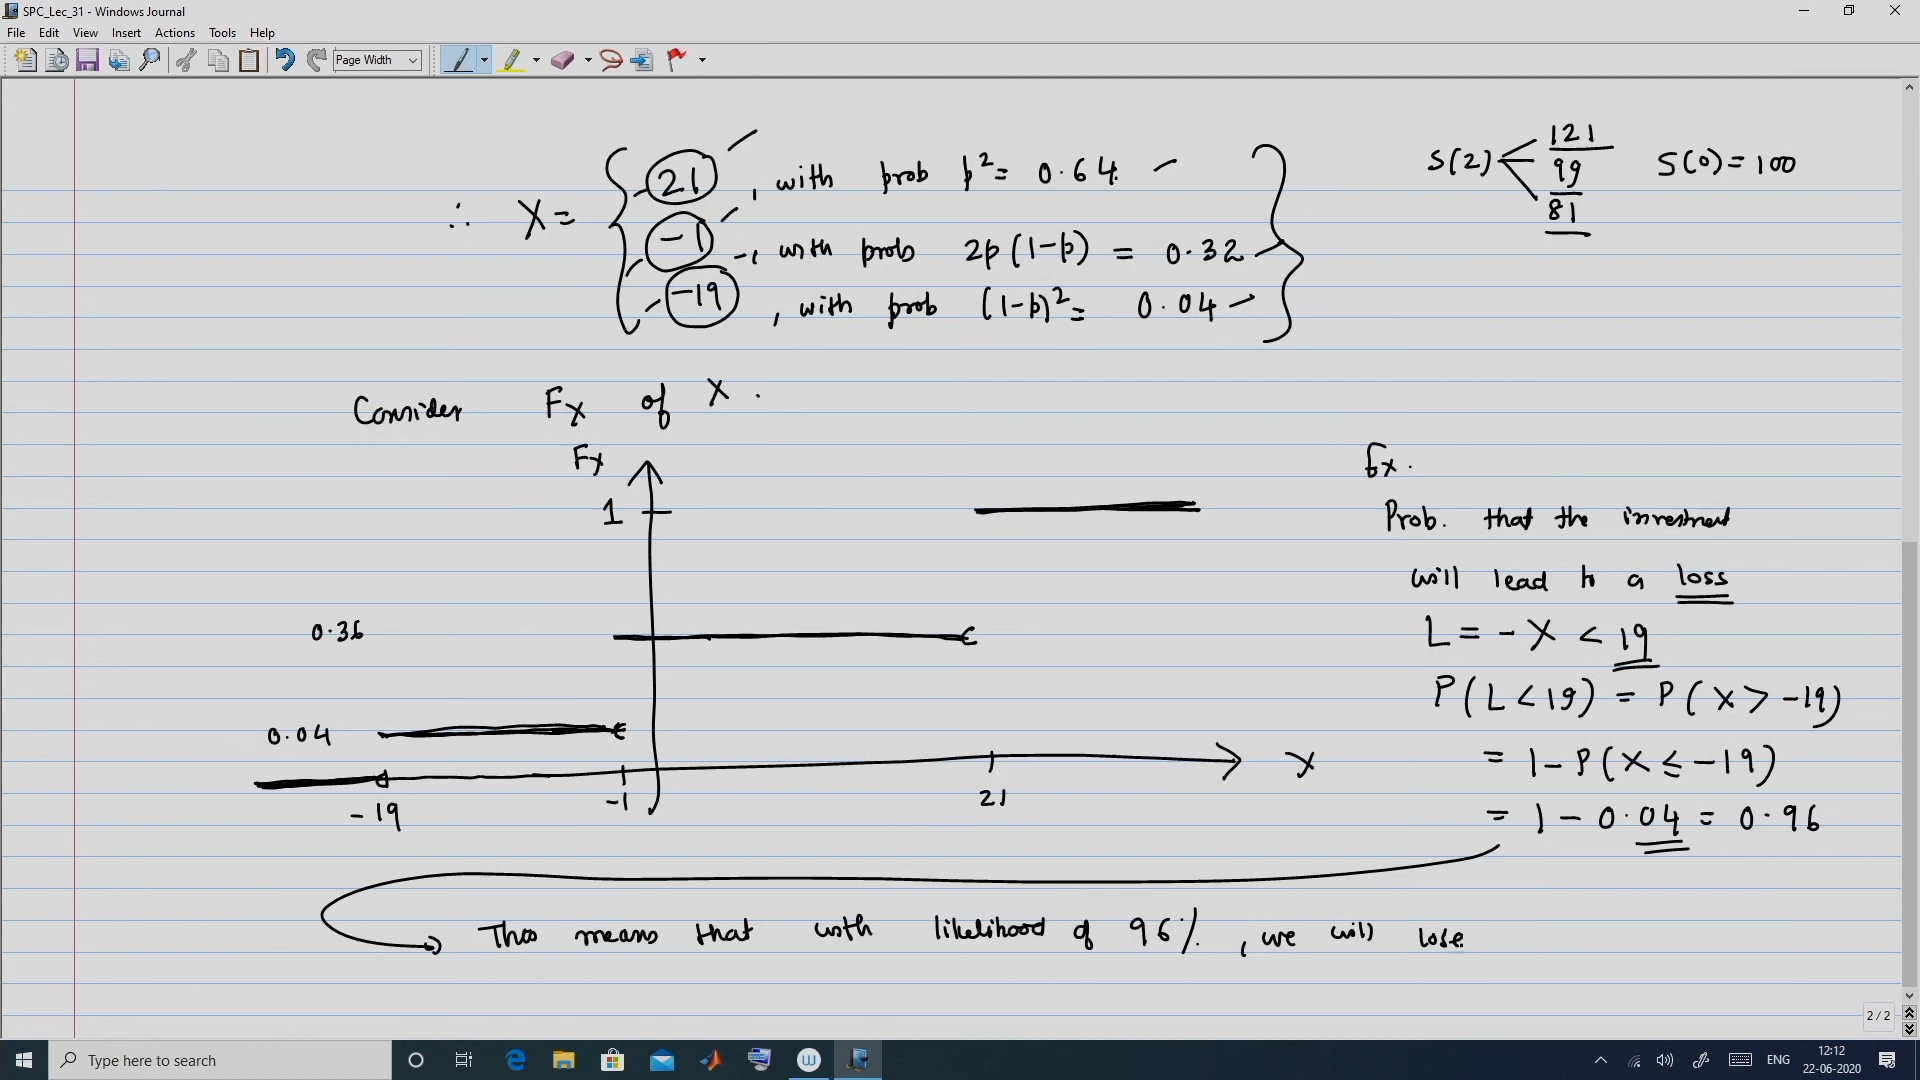 SPC_Lec_31 - Windows Journal
File Edit View Insert Actions Tools Help
Page Width
∴ X = { 21 , with prob p² = 0.64
-1 , with prob 2p(1-p) = 0.32
-19 , with prob (1-p)² = 0.04 }
S(2) 121
99
81
S(0) = 100
Consider Fx of X .
Fx
1
0.36
0.04
-19 -1 21 X
Ex.
Prob. that the investment
will lead to a loss
L = - X < 19
P(L < 19) = P(X > -19)
= 1 - P(X ≤ -19)
= 1 - 0.04 = 0.96
This means that with likelihood of 96% , we will lose
2 / 2
Type here to search
ENG
12:12
22-06-2020